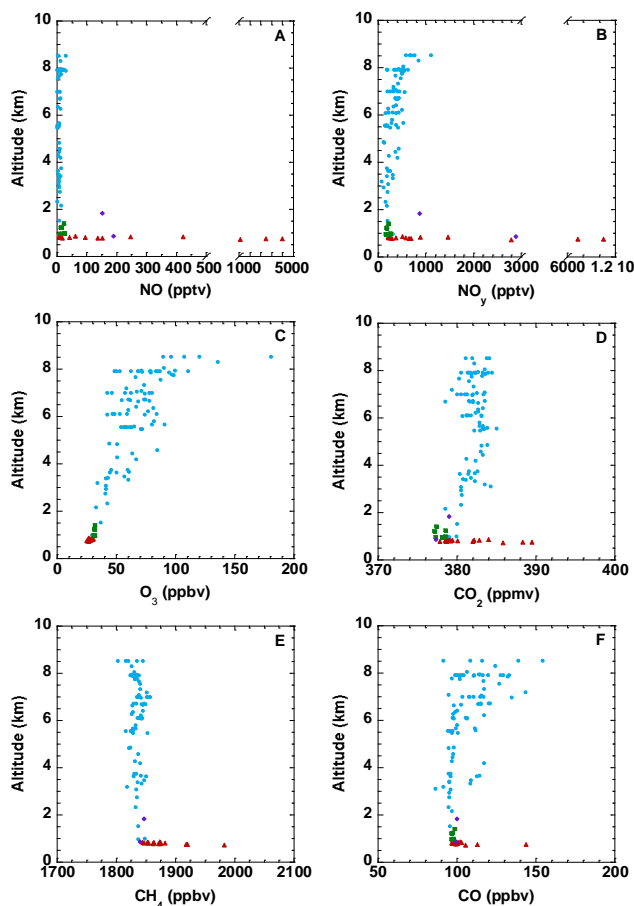 A
B
10
8
6
4
2
0
Altitude (km)
0 100 200 300 400 500 1000 5000
NO (pptv)
10
8
6
4
2
0
Altitude (km)
0 1000 2000 3000 6000 1.2 10
NOy (pptv)
C
D
10
8
6
4
2
0
Altitude (km)
0 50 100 150 200
O3 (ppbv)
10
8
6
4
2
0
Altitude (km)
370 380 390 400
CO2 (ppmv)
E
F
10
8
6
4
2
0
Altitude (km)
1700 1800 1900 2000 2100
CH4 (ppbv)
10
8
6
4
2
0
Altitude (km)
50 100 150 200
CO (ppbv)